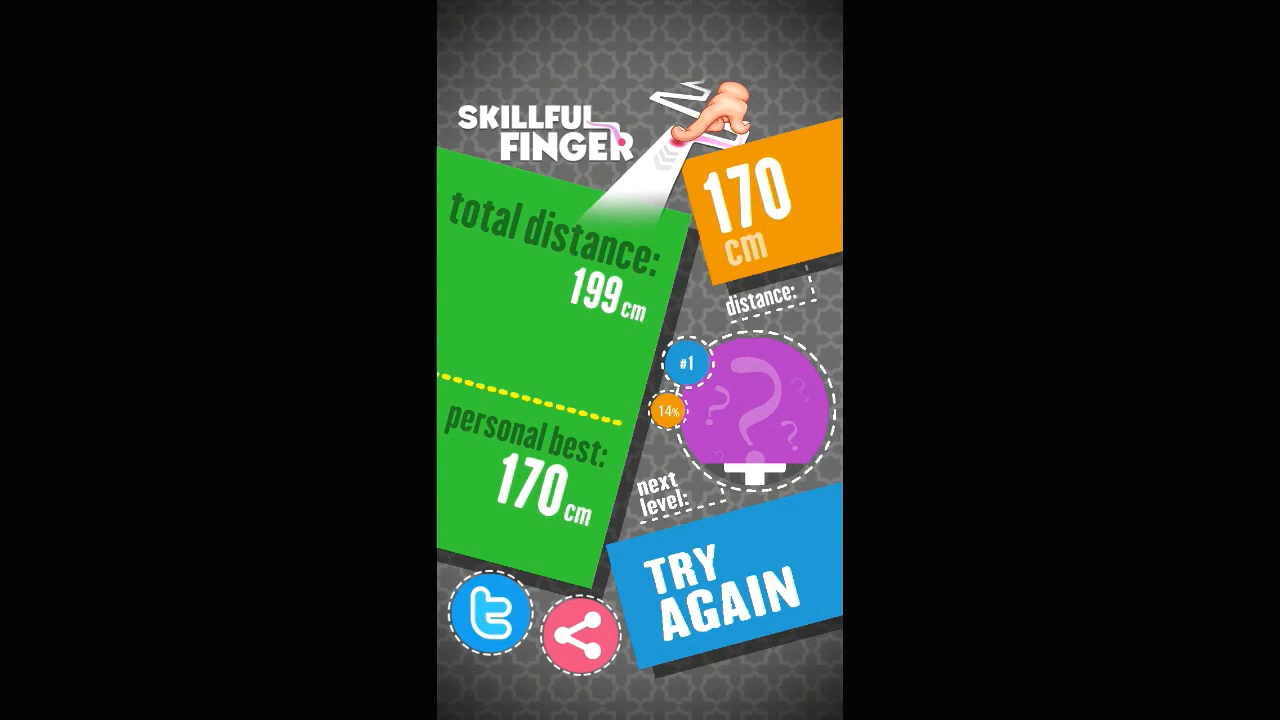 SKILLFUL
FINGER
total distance:
199 cm
170
cm
distance:
#1
14%
personal best:
170 cm
next
level:
TRY
AGAIN